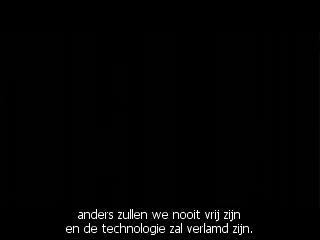 anders zullen we nooit vrij zijn
en de technologie zal verlamd zijn.